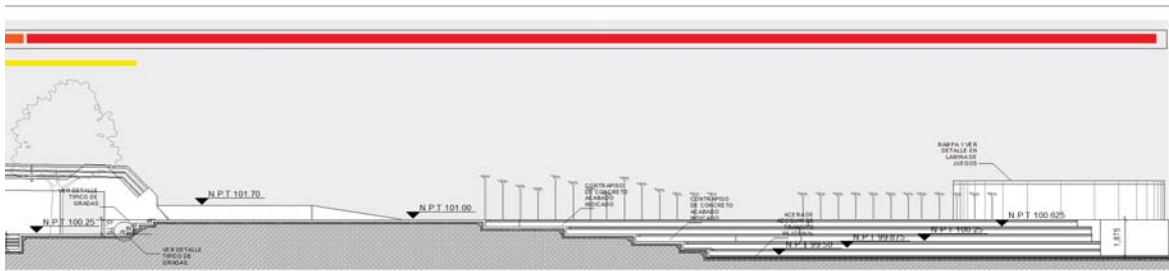 RAMPA 1 VER
DETALLE EN
LAMINA DE
JUEGOS
VER DETALLE
TIPICO DE
GRADAS
N.P.T 101.70
CONTRAPISO
DE CONCRETO
ACABADO
INDICADO
CONTRAPISO
DE CONCRETO
ACABADO
INDICADO
N.P.T 101.00
ACERA DE
N.P.T 100.625
N.P.T 100.25
N.P.T 100.25
N.P.T 99.875
N.P.T 99.50
1,875
VER DETALLE
TIPICO DE
GRADAS